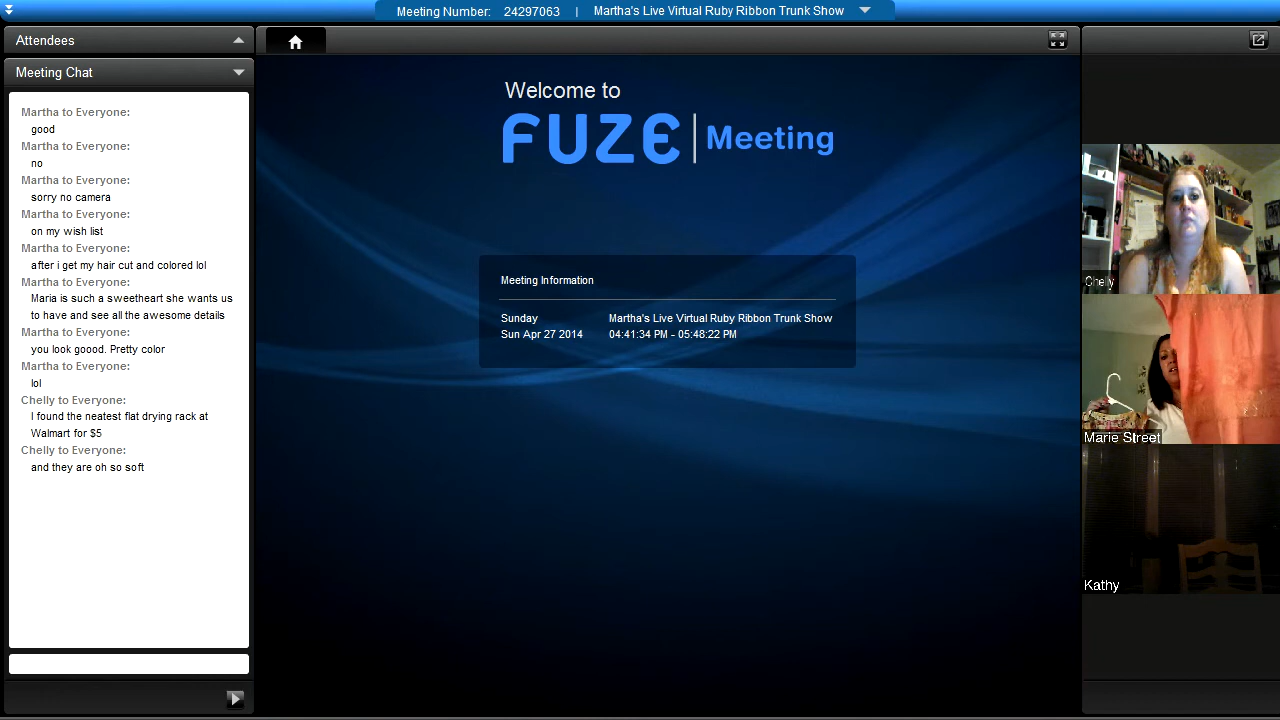 Meeting Number: 24297063 | Martha's Live Virtual Ruby Ribbon Trunk Show
Attendees
Meeting Chat
Martha to Everyone:
good
Martha to Everyone:
no
Martha to Everyone:
sorry no camera
Martha to Everyone:
on my wish list
Martha to Everyone:
after i get my hair cut and colored lol
Martha to Everyone:
Maria is such a sweetheart she wants us
to have and see all the awesome details
Martha to Everyone:
you look goood. Pretty color
Martha to Everyone:
lol
Chelly to Everyone:
I found the neatest flat drying rack at
Walmart for $5
Chelly to Everyone:
and they are oh so soft
Welcome to
FUZE | Meeting
Meeting Information
Sunday Martha's Live Virtual Ruby Ribbon Trunk Show
Sun Apr 27 2014 04:41:34 PM - 05:48:22 PM
Chelly
Marie Street
Kathy